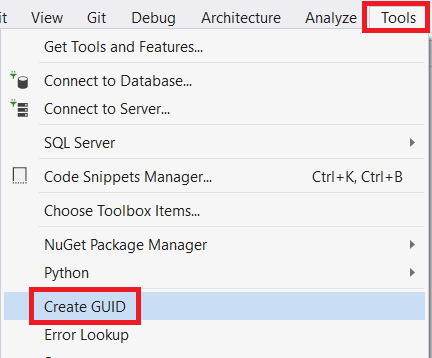 View Git Debug Architecture Analyze Tools
Get Tools and Features...
Connect to Database...
Connect to Server...
SQL Server
Code Snippets Manager... Ctrl+K, Ctrl+B
Choose Toolbox Items...
NuGet Package Manager
Python
Create GUID
Error Lookup